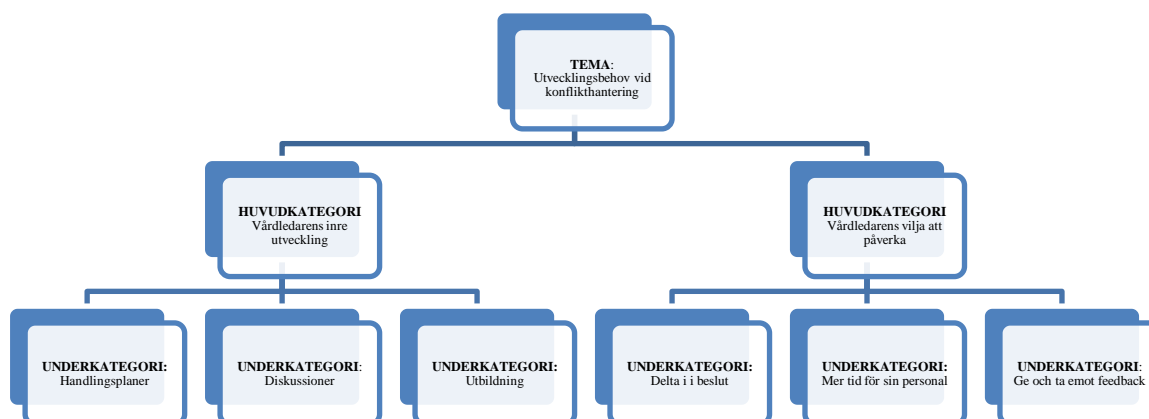 TEMA:
Utvecklingsbehov vid
konflikthantering
HUVUDKATEGORI
Vårdledarens inre
utveckling
HUVUDKATEGORI
Vårdledarens vilja att
påverka
UNDERKATEGORI:
Handlingsplaner
UNDERKATEGORI:
Diskussioner
UNDERKATEGORI:
Utbildning
UNDERKATEGORI:
Delta i i beslut
UNDERKATEGORI:
Mer tid för sin personal
UNDERKATEGORI:
Ge och ta emot feedback